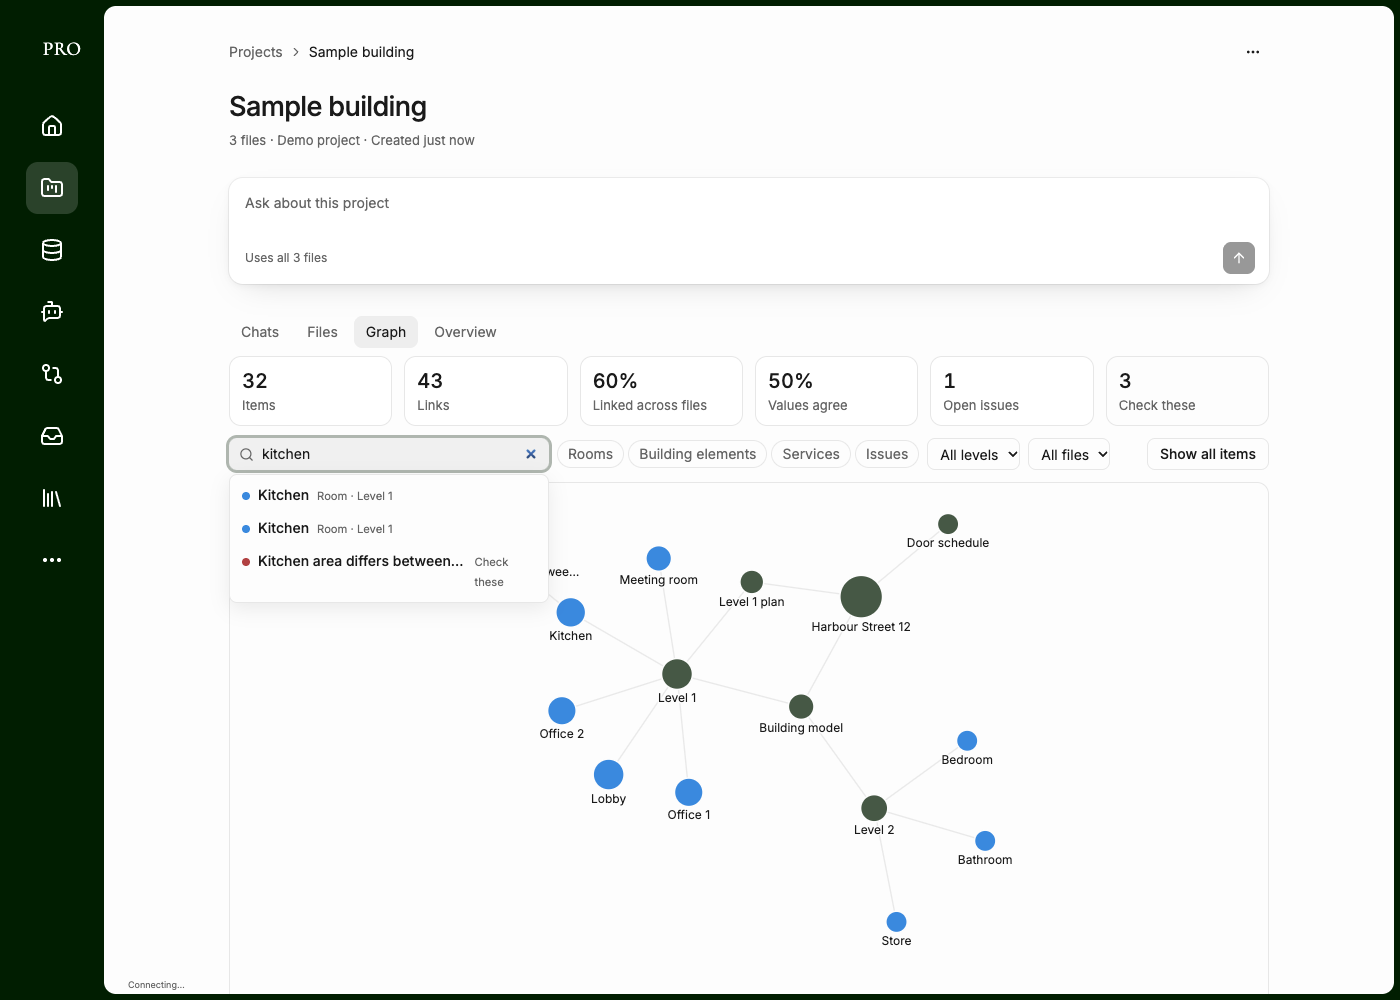 PRO
Projects > Sample building
Sample building
3 files · Demo project · Created just now
Ask about this project
Uses all 3 files
Chats Files Graph Overview
32 43 60% 50% 1 3
Items Links Linked across files Values agree Open issues Check these
kitchen Rooms Building elements Services Issues All levels All files Show all items
Kitchen Room · Level 1
Kitchen Room · Level 1
Kitchen area differs between... Check
these
wee...
Door schedule
Meeting room
Level 1 plan
Harbour Street 12
Kitchen
Level 1
Office 2
Building model
Bedroom
Lobby
Office 1
Level 2
Bathroom
Store
Connecting...